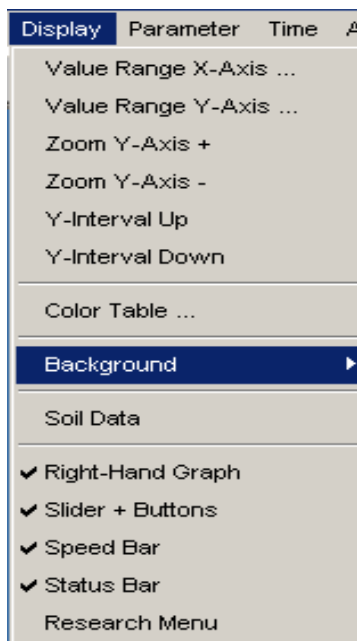 Display Parameter Time
Value Range X-Axis ...
Value Range Y-Axis ...
Zoom Y-Axis +
Zoom Y-Axis -
Y-Interval Up
Y-Interval Down
Color Table ...
Background
Soil Data
Right-Hand Graph
Slider + Buttons
Speed Bar
Status Bar
Research Menu